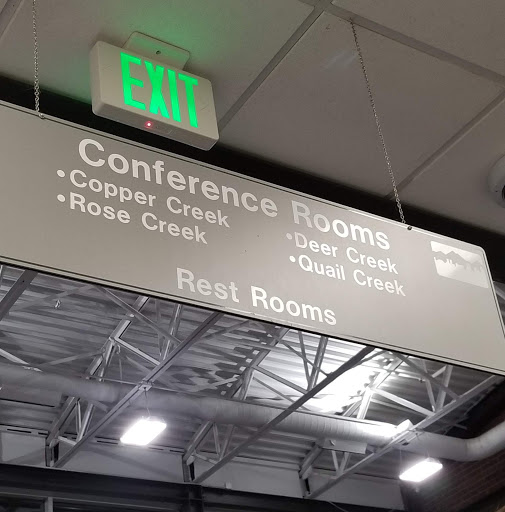 EXIT
Conference Rooms
•Copper Creek
•Rose Creek
•Deer Creek
•Quail Creek
Rest Rooms